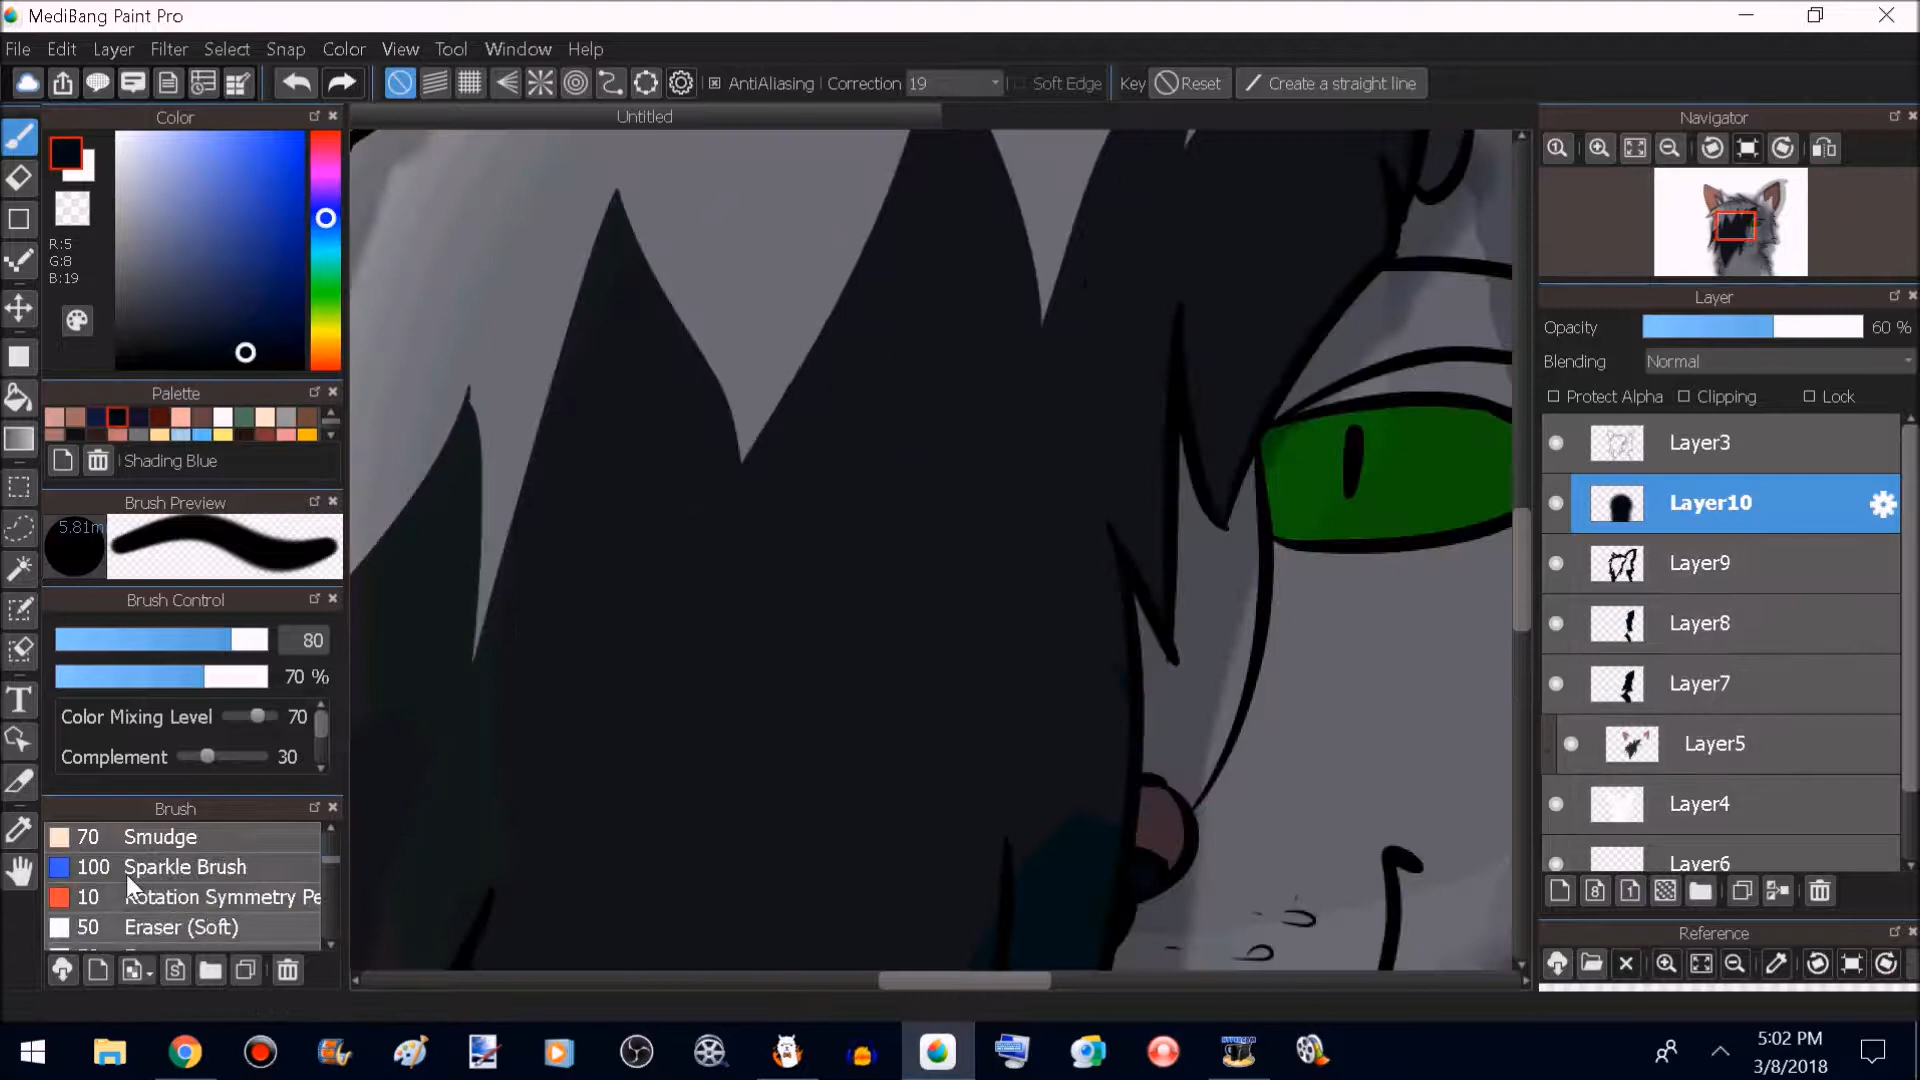 MediBang Paint Pro
File Edit Layer Filter Select Snap Color View Tool Window Help
AntiAliasing Correction 19 Soft Edge Key Reset Create a straight line
Color
Untitled
Navigator
R:5
G:8
B:19
Layer
Opacity 60 %
Blending Normal
Protect Alpha Clipping Lock
Palette
Shading Blue
Brush Preview
5.81m
Brush Control
80
70 %
Color Mixing Level 70
Complement 30
Brush
70 Smudge
100 Sparkle Brush
10 Rotation Symmetry Pe
50 Eraser (Soft)
Layer3
Layer10
Layer9
Layer8
Layer7
Layer5
Layer4
Layer6
Reference
5:02 PM
3/8/2018